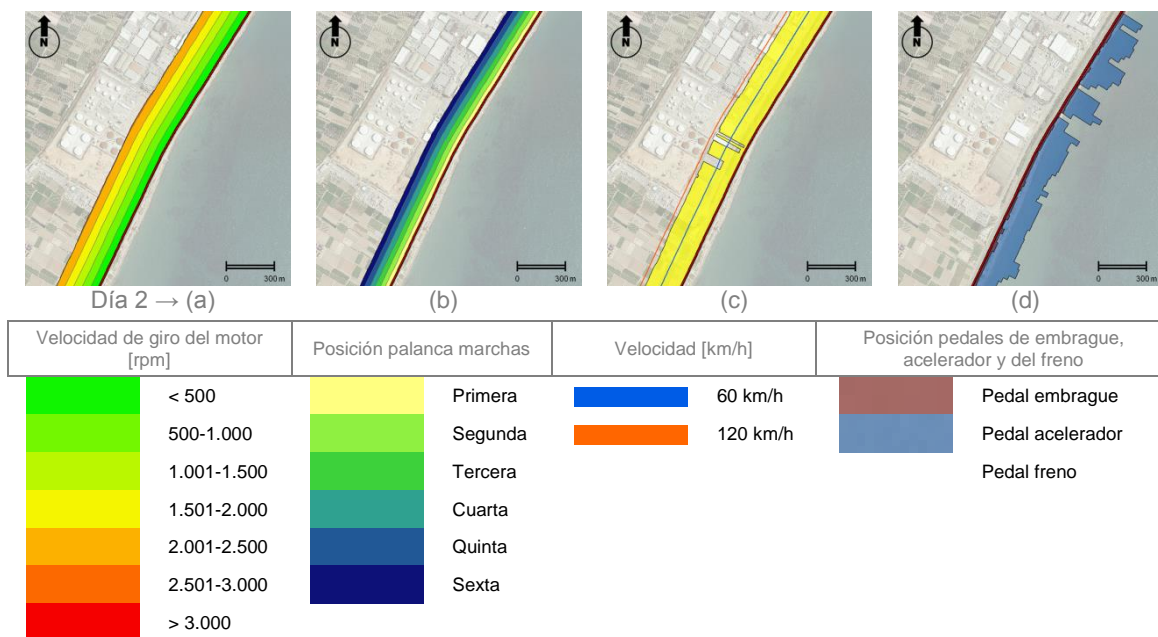 N
N
N
N
0 300 m
0 300 m
0 300 m
0 300 m
Día 2 → (a)
(b)
(c)
(d)
Velocidad de giro del motor
[rpm]
Posición palanca marchas
Velocidad [km/h]
Posición pedales de embrague,
acelerador y del freno
< 500
Primera
60 km/h
Pedal embrague
500-1.000
Segunda
120 km/h
Pedal acelerador
1.001-1.500
Tercera
Pedal freno
1.501-2.000
Cuarta
2.001-2.500
Quinta
2.501-3.000
Sexta
> 3.000